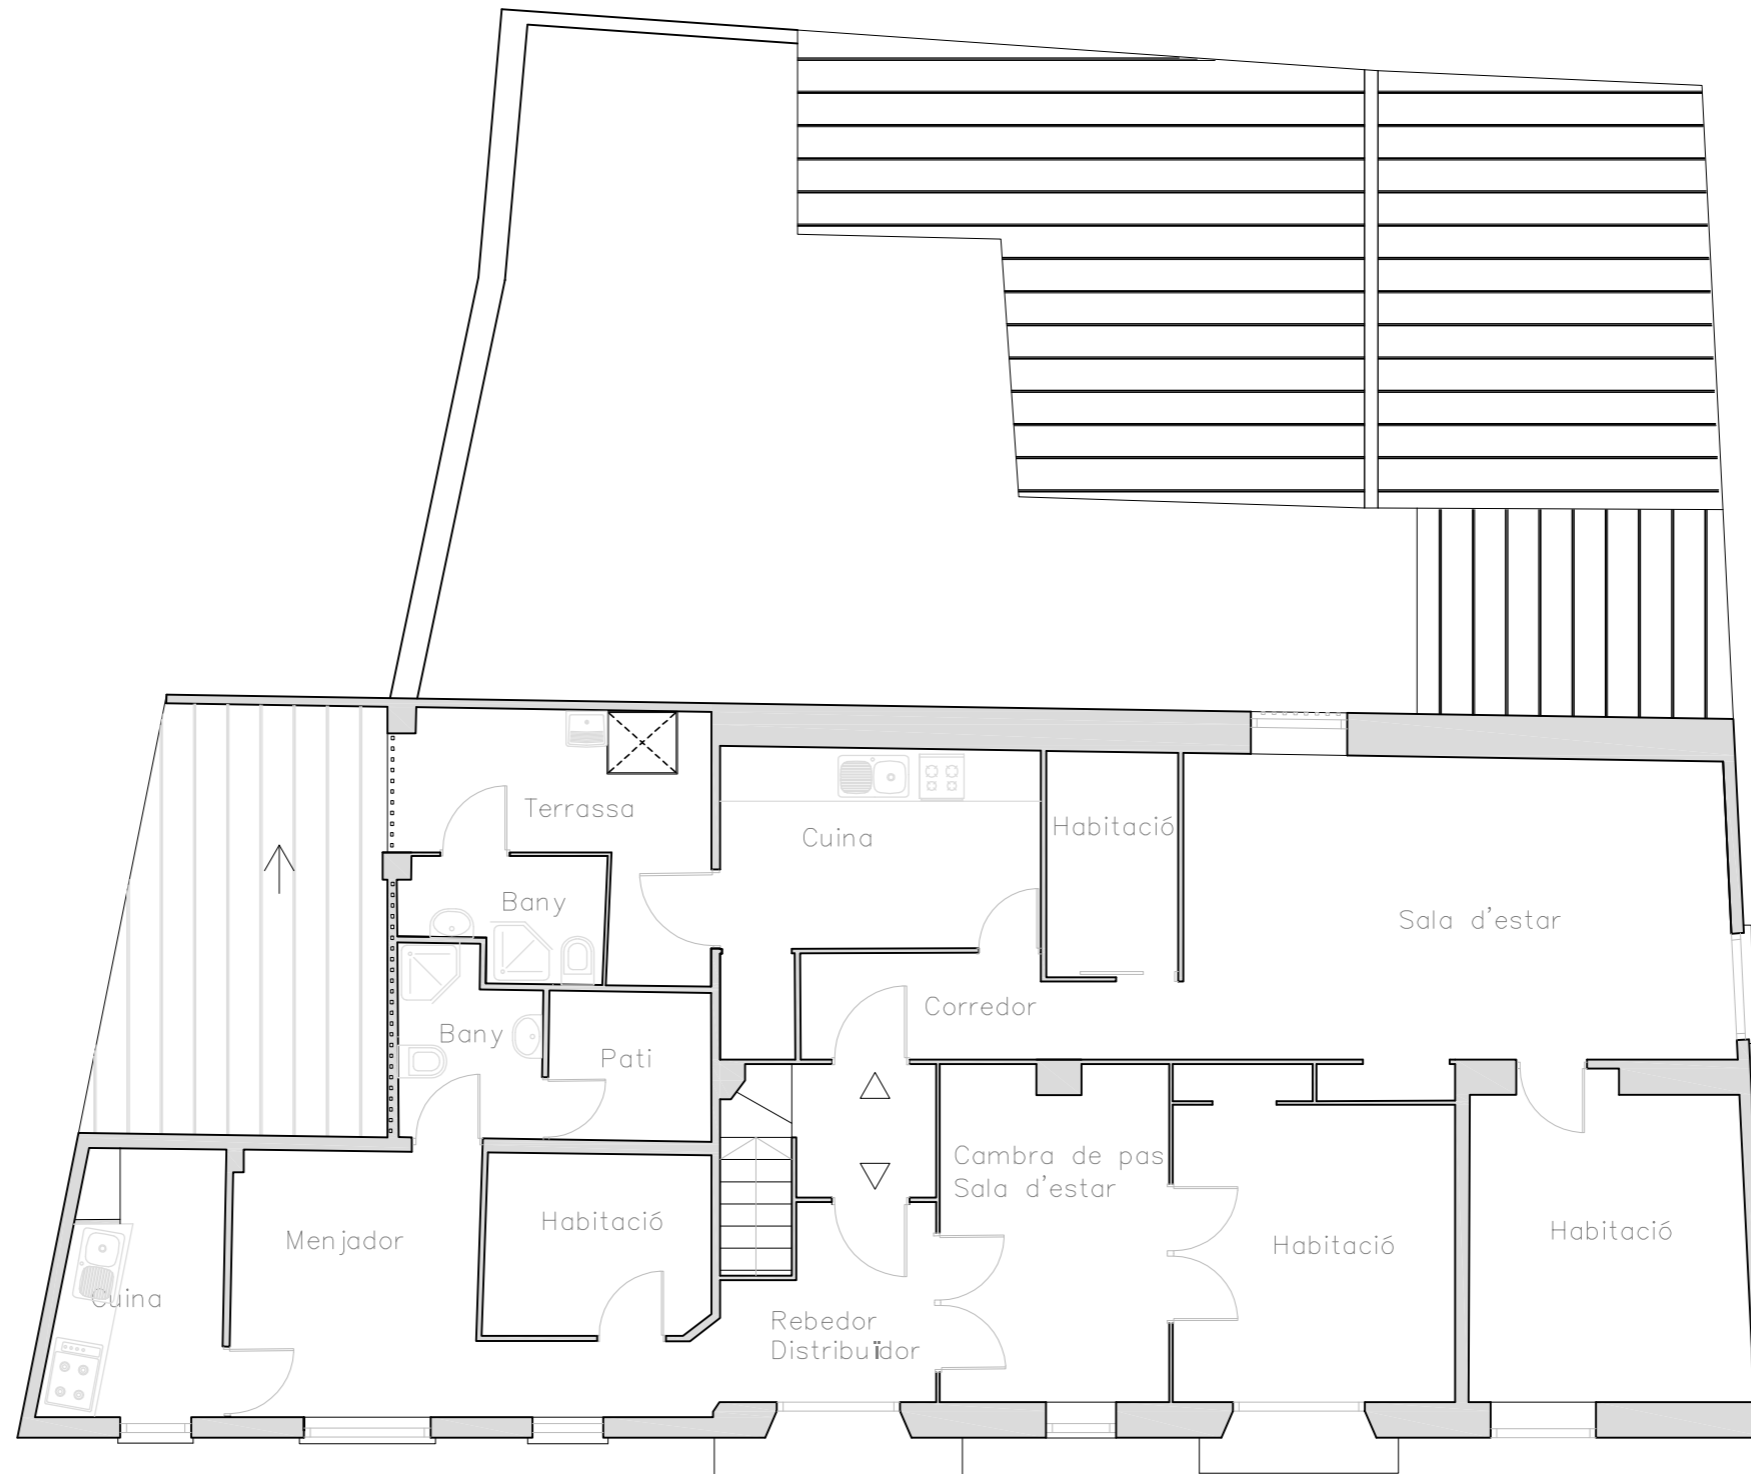 Terrassa
Cuina
Habitació
Bany
Sala d'estar
Corredor
Bany
Pati
Cambra de pas
Sala d'estar
Habitació
Menjador
Habitació
Habitació
Cuina
Rebedor
Distribuïdor